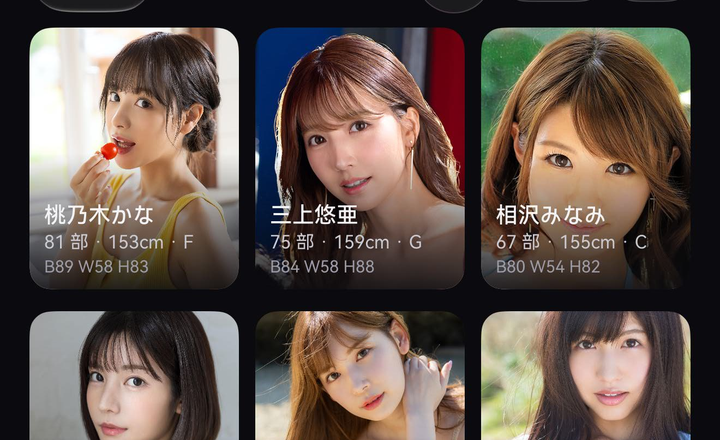 桃乃木かな
81 部 · 153cm · F
B89 W58 H83
三上悠亜
75 部 · 159cm · G
B84 W58 H88
相沢みなみ
67 部 · 155cm · C
B80 W54 H82